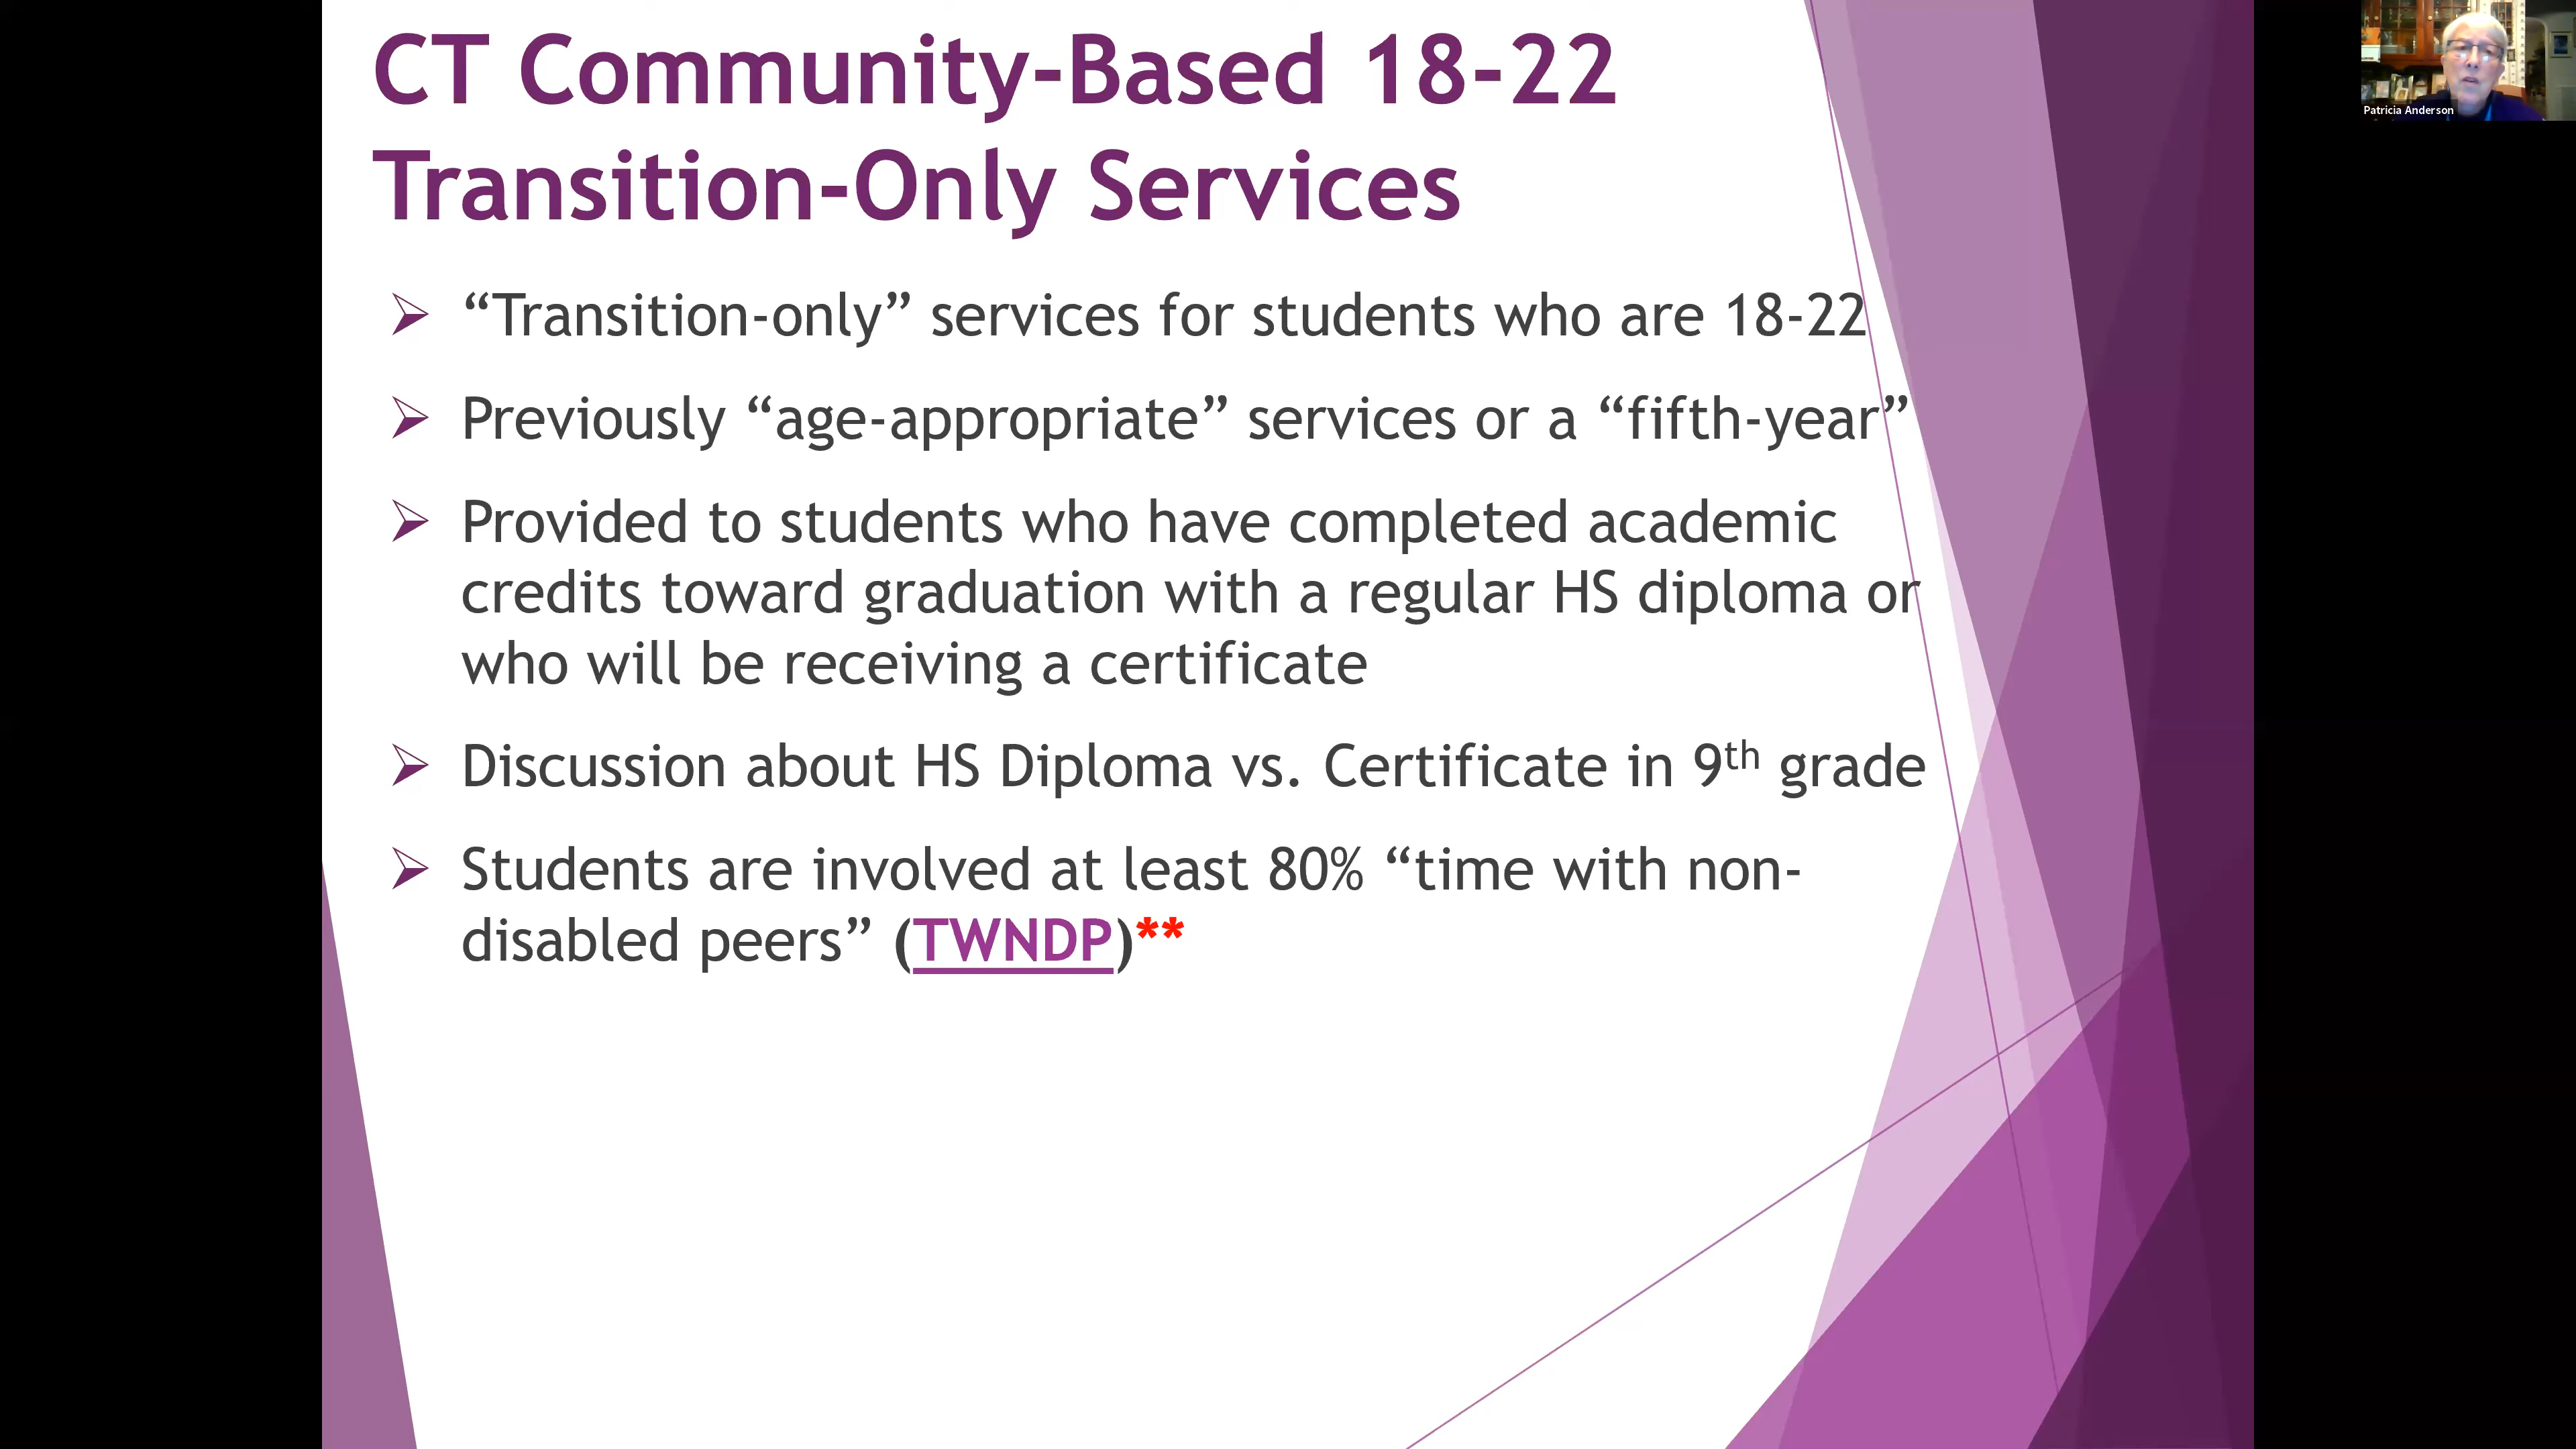 CT Community-Based 18-22
Transition-Only Services
➢ “Transition-only” services for students who are 18-22
➢ Previously “age-appropriate” services or a “fifth-year”
➢ Provided to students who have completed academic
credits toward graduation with a regular HS diploma or
who will be receiving a certificate
➢ Discussion about HS Diploma vs. Certificate in 9th grade
➢ Students are involved at least 80% “time with non-
disabled peers” (TWNDP)**
Patricia Anderson